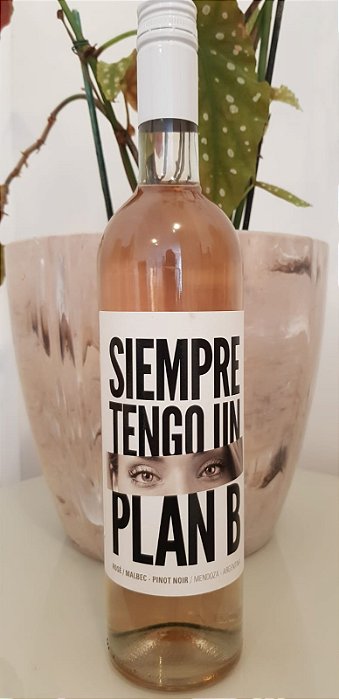 SIEMPRE
TENGO UN
PLAN B
ROSÉ / MALBEC - PINOT NOIR / MENDOZA - ARGENTINA